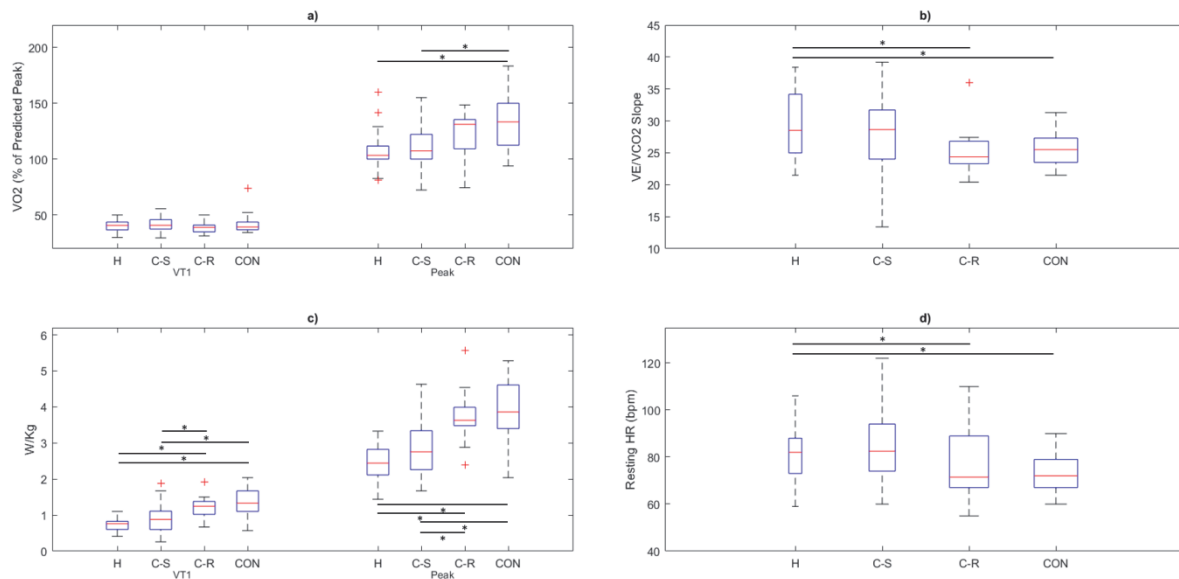 a)
VO2 (% of Predicted Peak)
200
150
100
50
H C-S C-R CON H C-S C-R CON
VT1 Peak
* *
b)
VE/VCO2 Slope
45
40
35
30
25
20
15
10
H C-S C-R CON
* *
c)
W/Kg
6
5
4
3
2
1
0
H C-S C-R CON H C-S C-R CON
VT1 Peak
* * * *
* * * *
d)
Resting HR (bpm)
120
100
80
60
40
H C-S C-R CON
* *